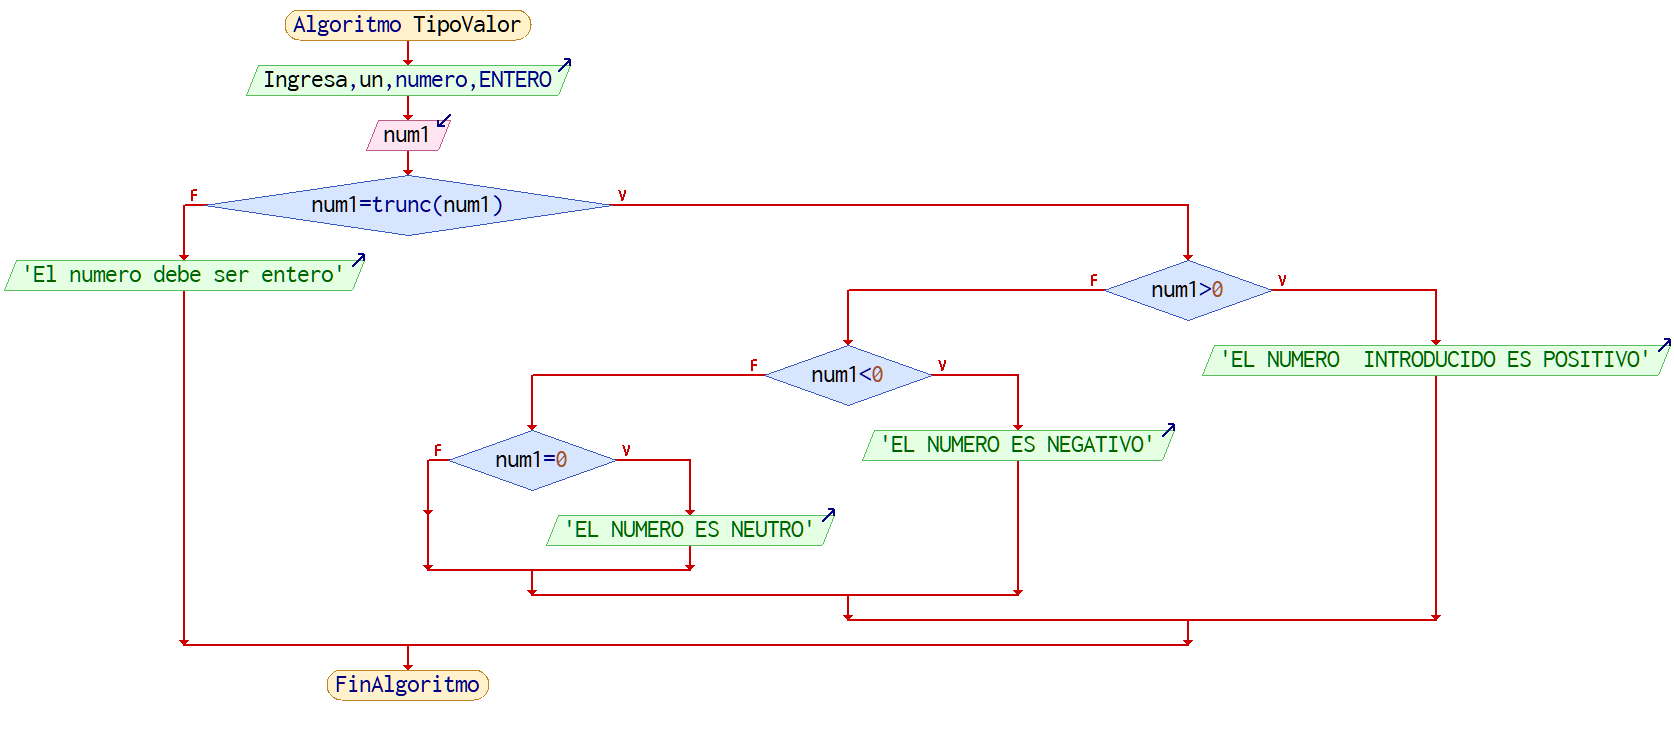 Algoritmo TipoValor
Ingresa,un,numero,ENTERO
num1
F
V
num1=trunc(num1)
'El numero debe ser entero'
F
V
num1>0
'EL NUMERO  INTRODUCIDO ES POSITIVO'
F
V
num1<0
'EL NUMERO ES NEGATIVO'
F
V
num1=0
'EL NUMERO ES NEUTRO'
FinAlgoritmo